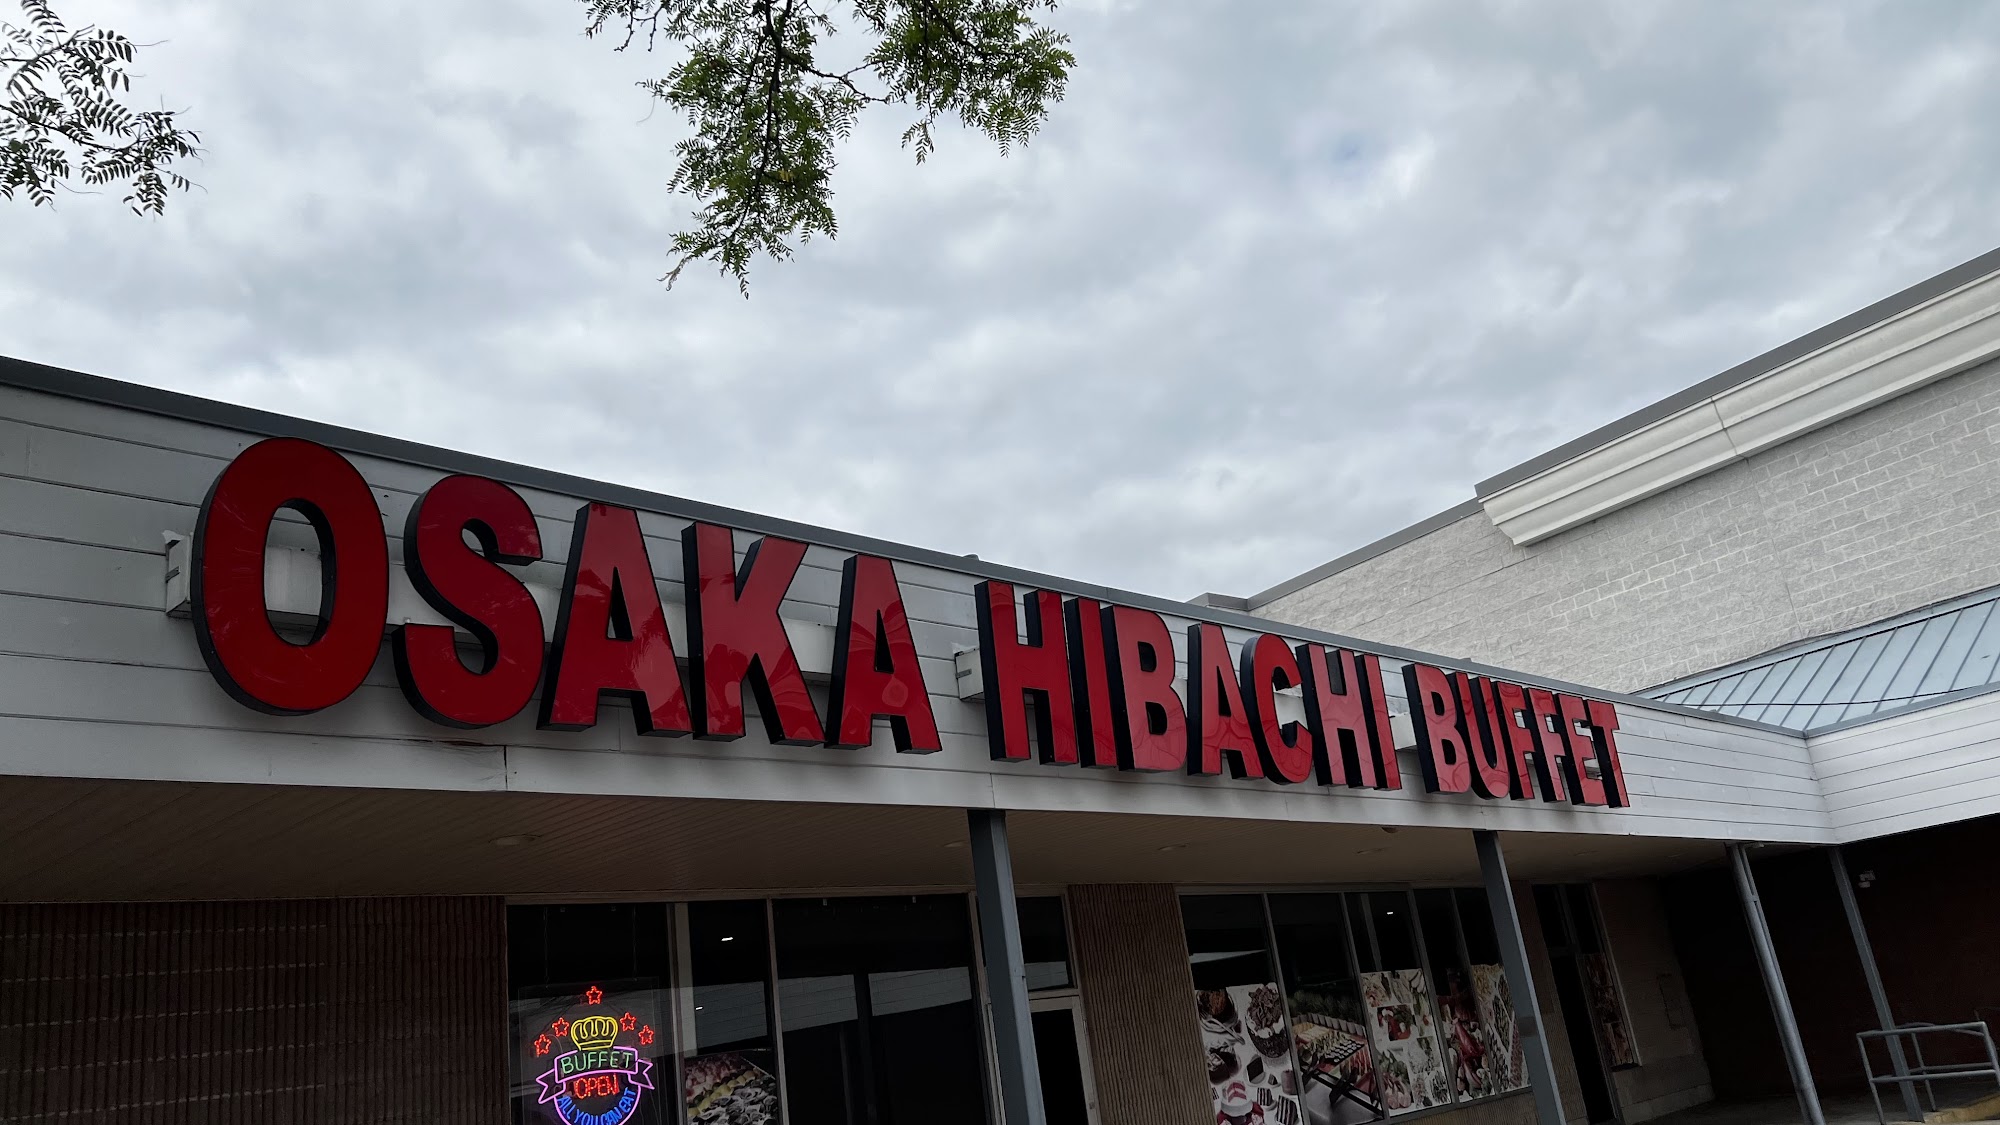 OSAKA HIBACHI BUFFET
BUFFET
OPEN
ALL YOU CAN EAT